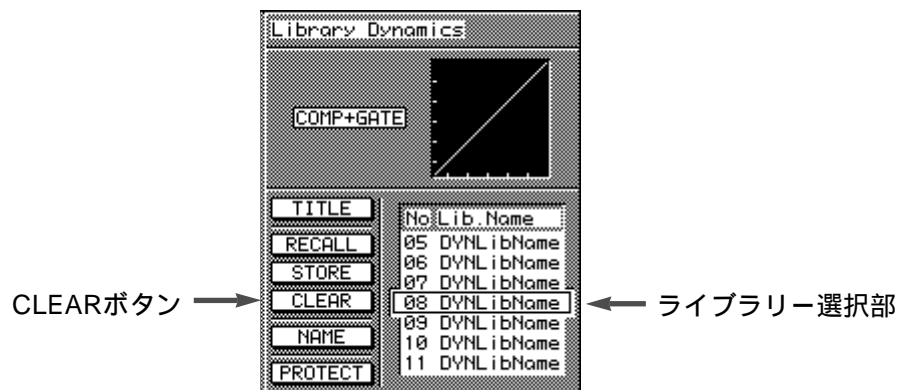 Library Dynamics
COMP+GATE
TITLE
RECALL
STORE
CLEAR
NAME
PROTECT
No Lib.Name
05 DYNLibName
06 DYNLibName
07 DYNLibName
08 DYNLibName
09 DYNLibName
10 DYNLibName
11 DYNLibName
CLEARボタン
ライブラリー選択部